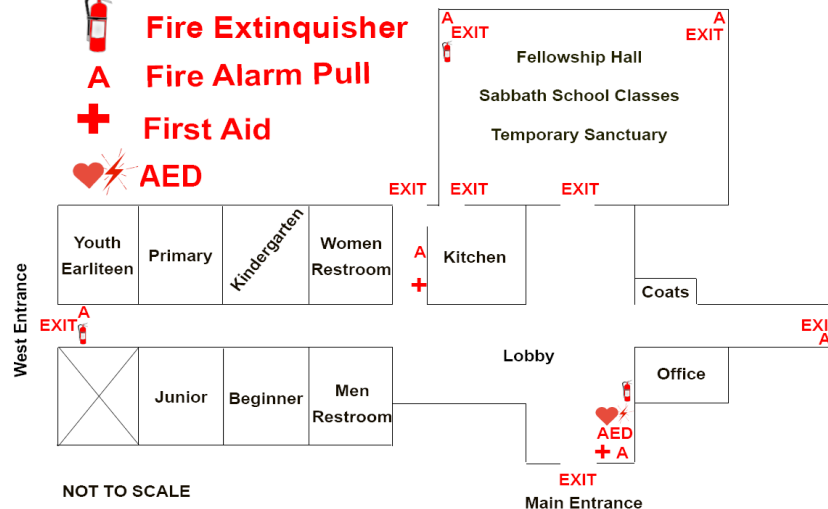 Fire Extinquisher
A Fire Alarm Pull
First Aid
AED
A
EXIT
A
EXIT
Fellowship Hall
Sabbath School Classes
Temporary Sanctuary
EXIT
EXIT
EXIT
Youth
Earliteen
Primary
Kindergarten
Women
Restroom
A
Kitchen
Coats
West Entrance
A
EXIT
EXI
A
Lobby
Junior
Beginner
Men
Restroom
Office
AED
A
EXIT
Main Entrance
NOT TO SCALE